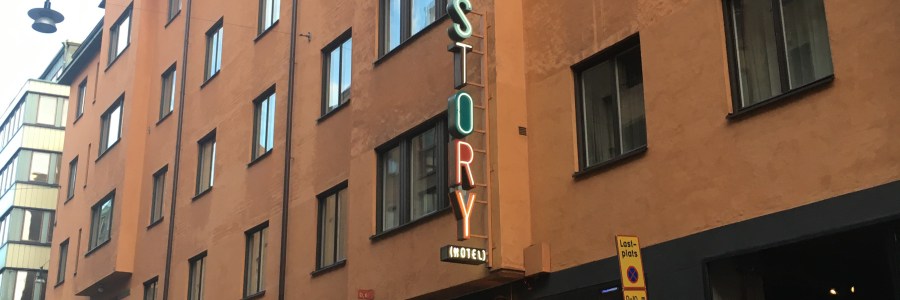 STORY
(HOTEL)
Last-
plats